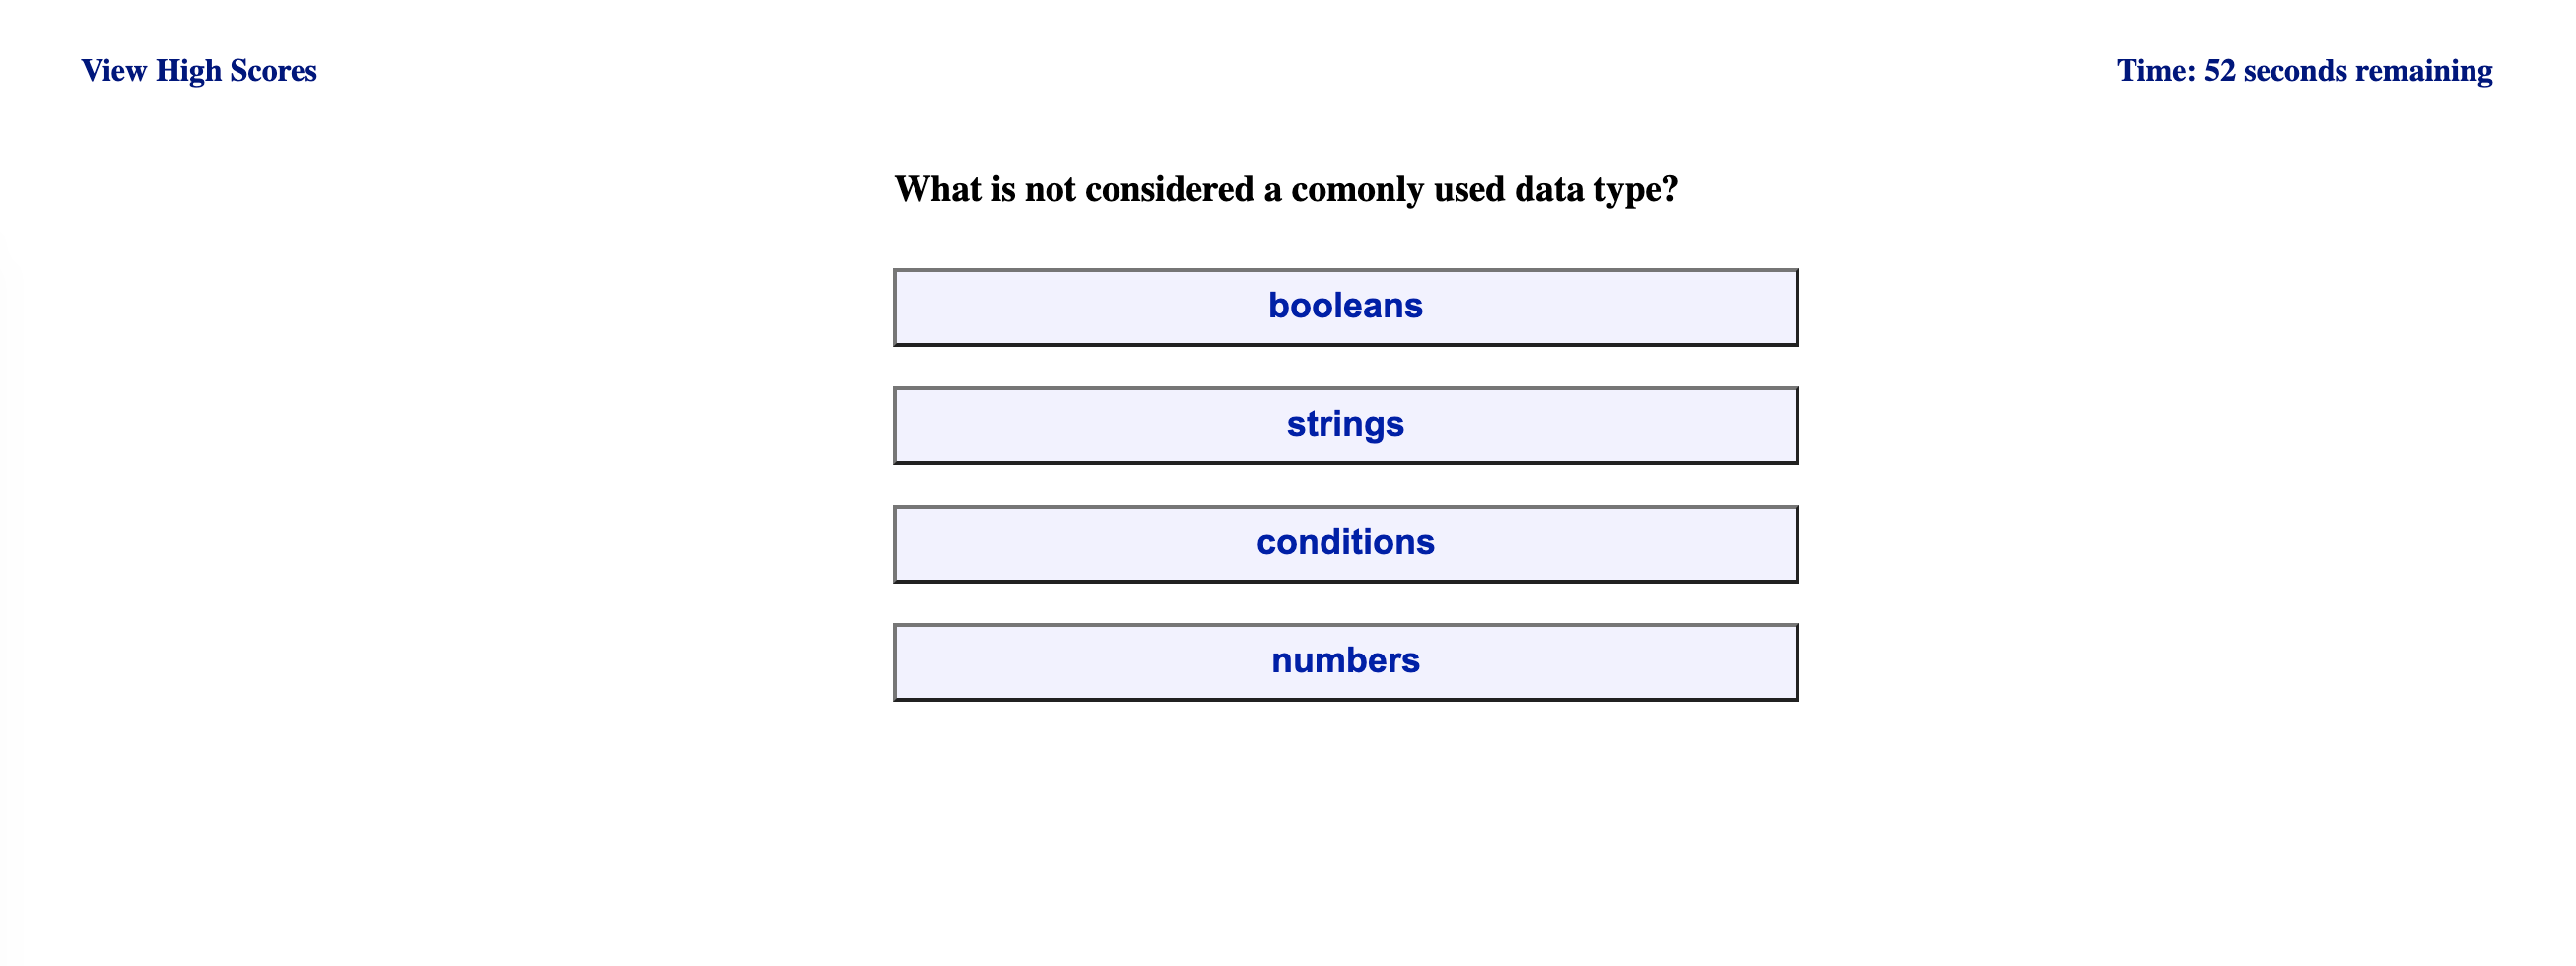 View High Scores
Time: 52 seconds remaining
What is not considered a comonly used data type?
booleans
strings
conditions
numbers